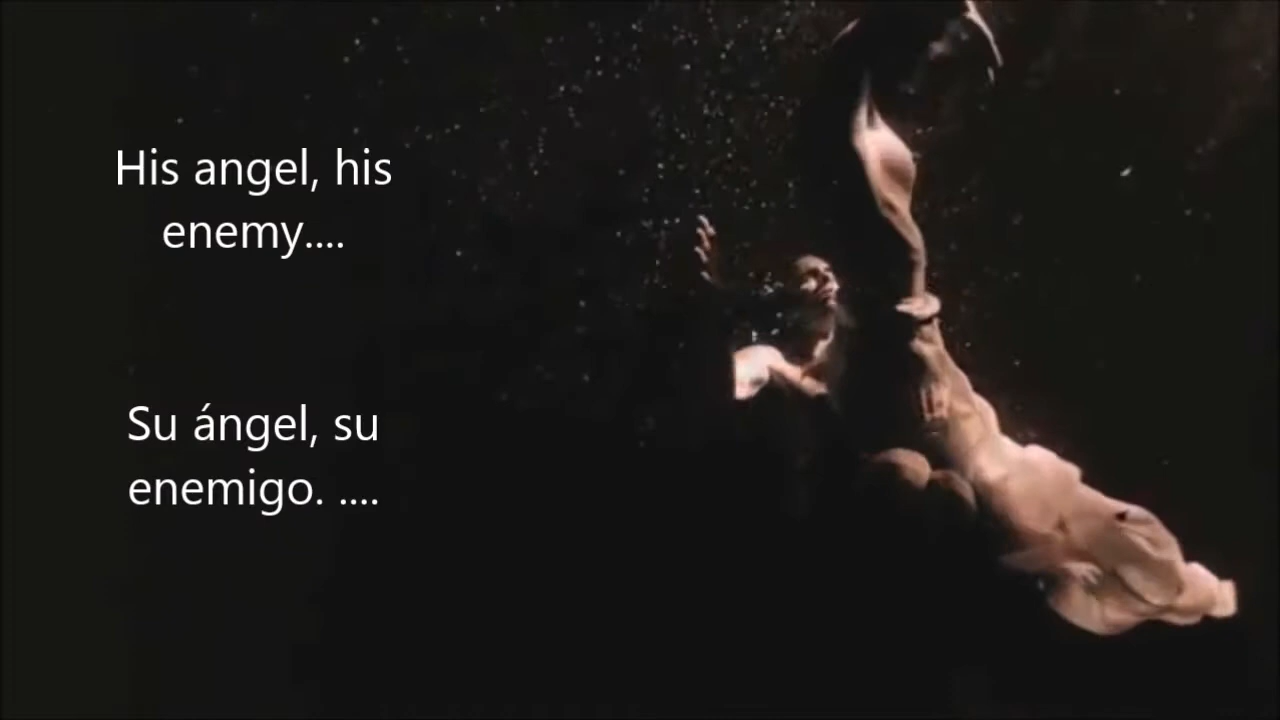 His angel, his
enemy....
Su ángel, su
enemigo. ....